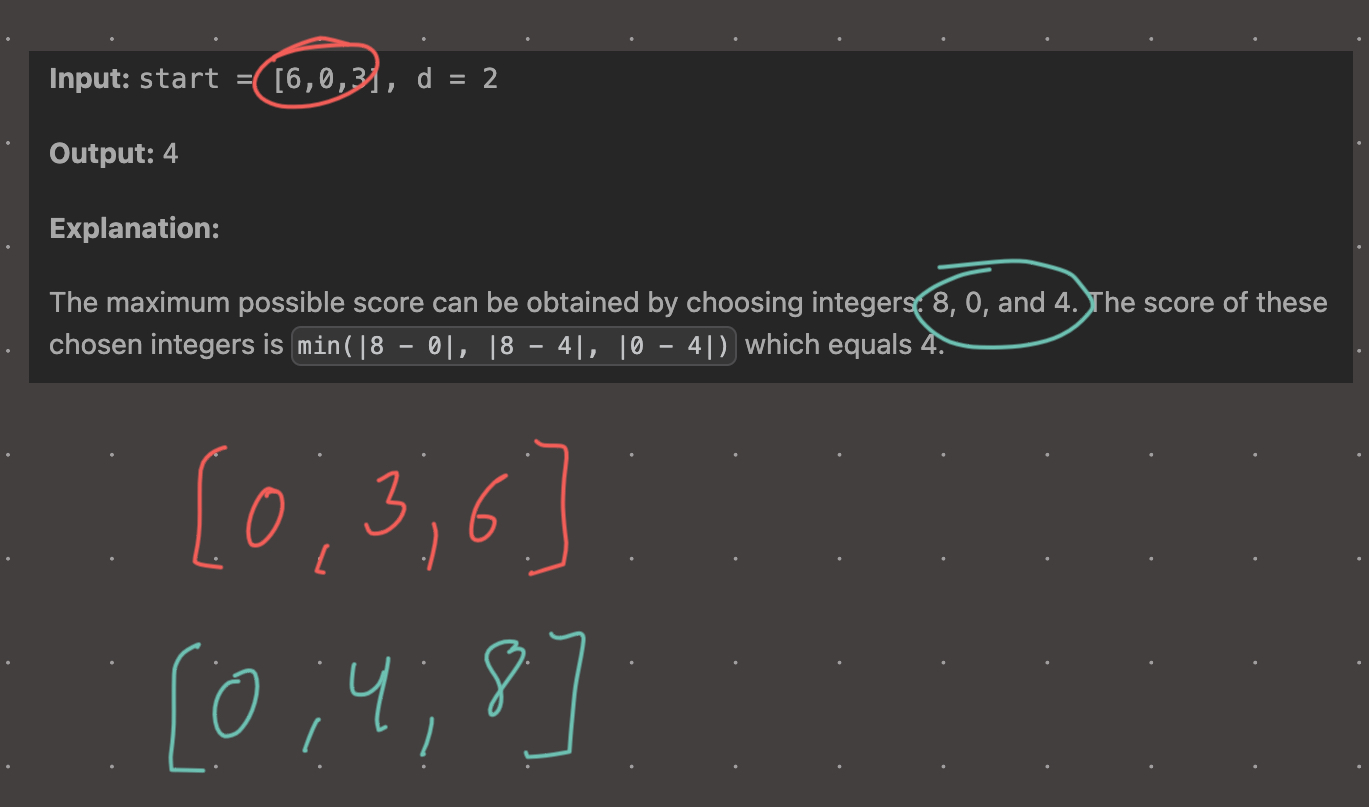 Input: start = [6,0,3], d = 2
Output: 4
Explanation:
The maximum possible score can be obtained by choosing integers: 8, 0, and 4. The score of these
chosen integers is min(|8 - 0|, |8 - 4|, |0 - 4|) which equals 4.
[0,3,6]
[0,4,8]